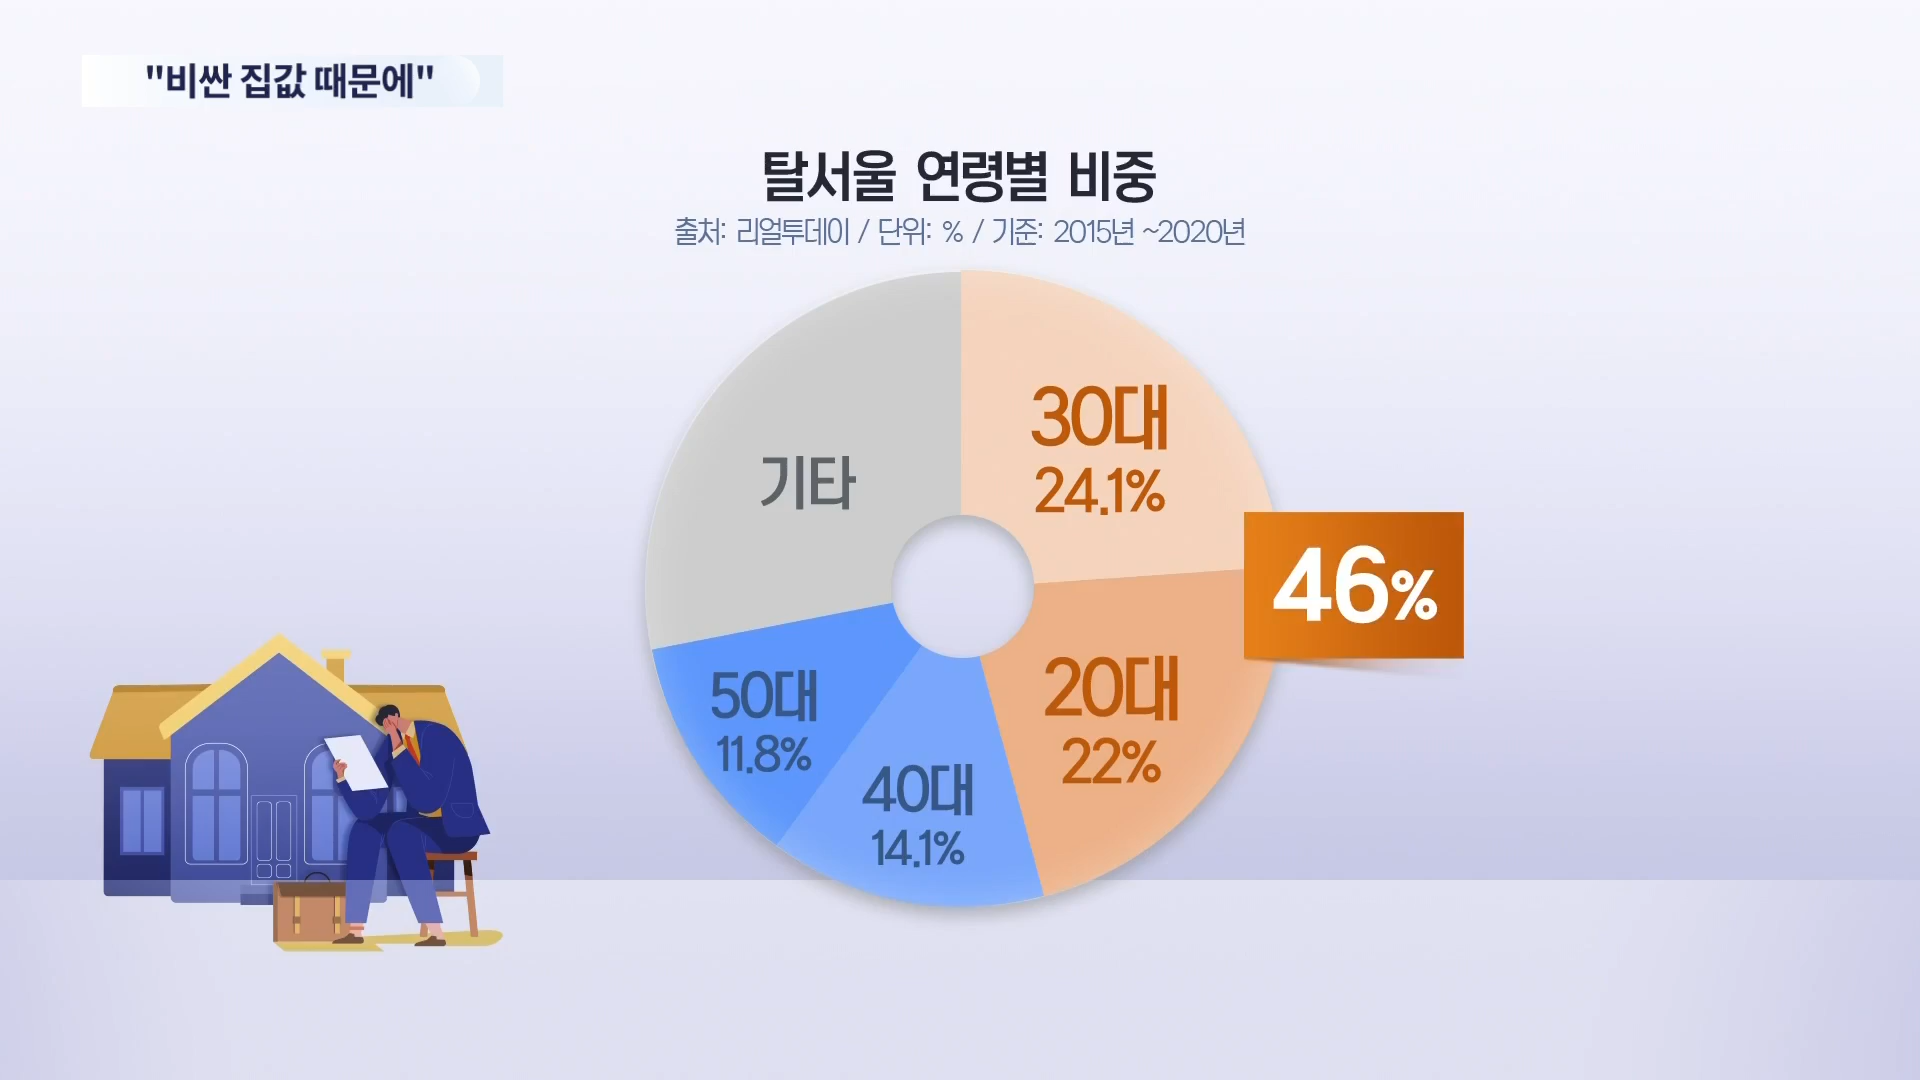 "비싼 집값 때문에"
탈서울 연령별 비중
출처: 리얼투데이 / 단위: % / 기준: 2015년 ~2020년
30대
24.1%
기타
46%
20대
22%
50대
11.8%
40대
14.1%